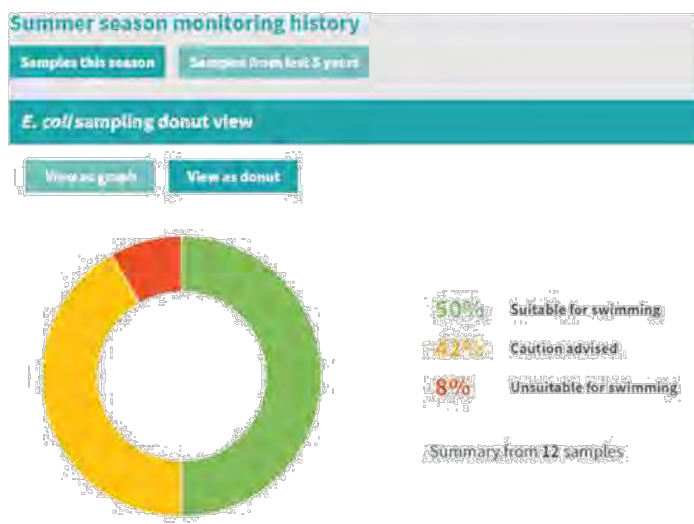 Summer season monitoring history
Samples this season Samples from last 5 years
E. coli sampling donut view
View as graph View as donut
50% Suitable for swimming
42% Caution advised
8% Unsuitable for swimming
Summary from 12 samples